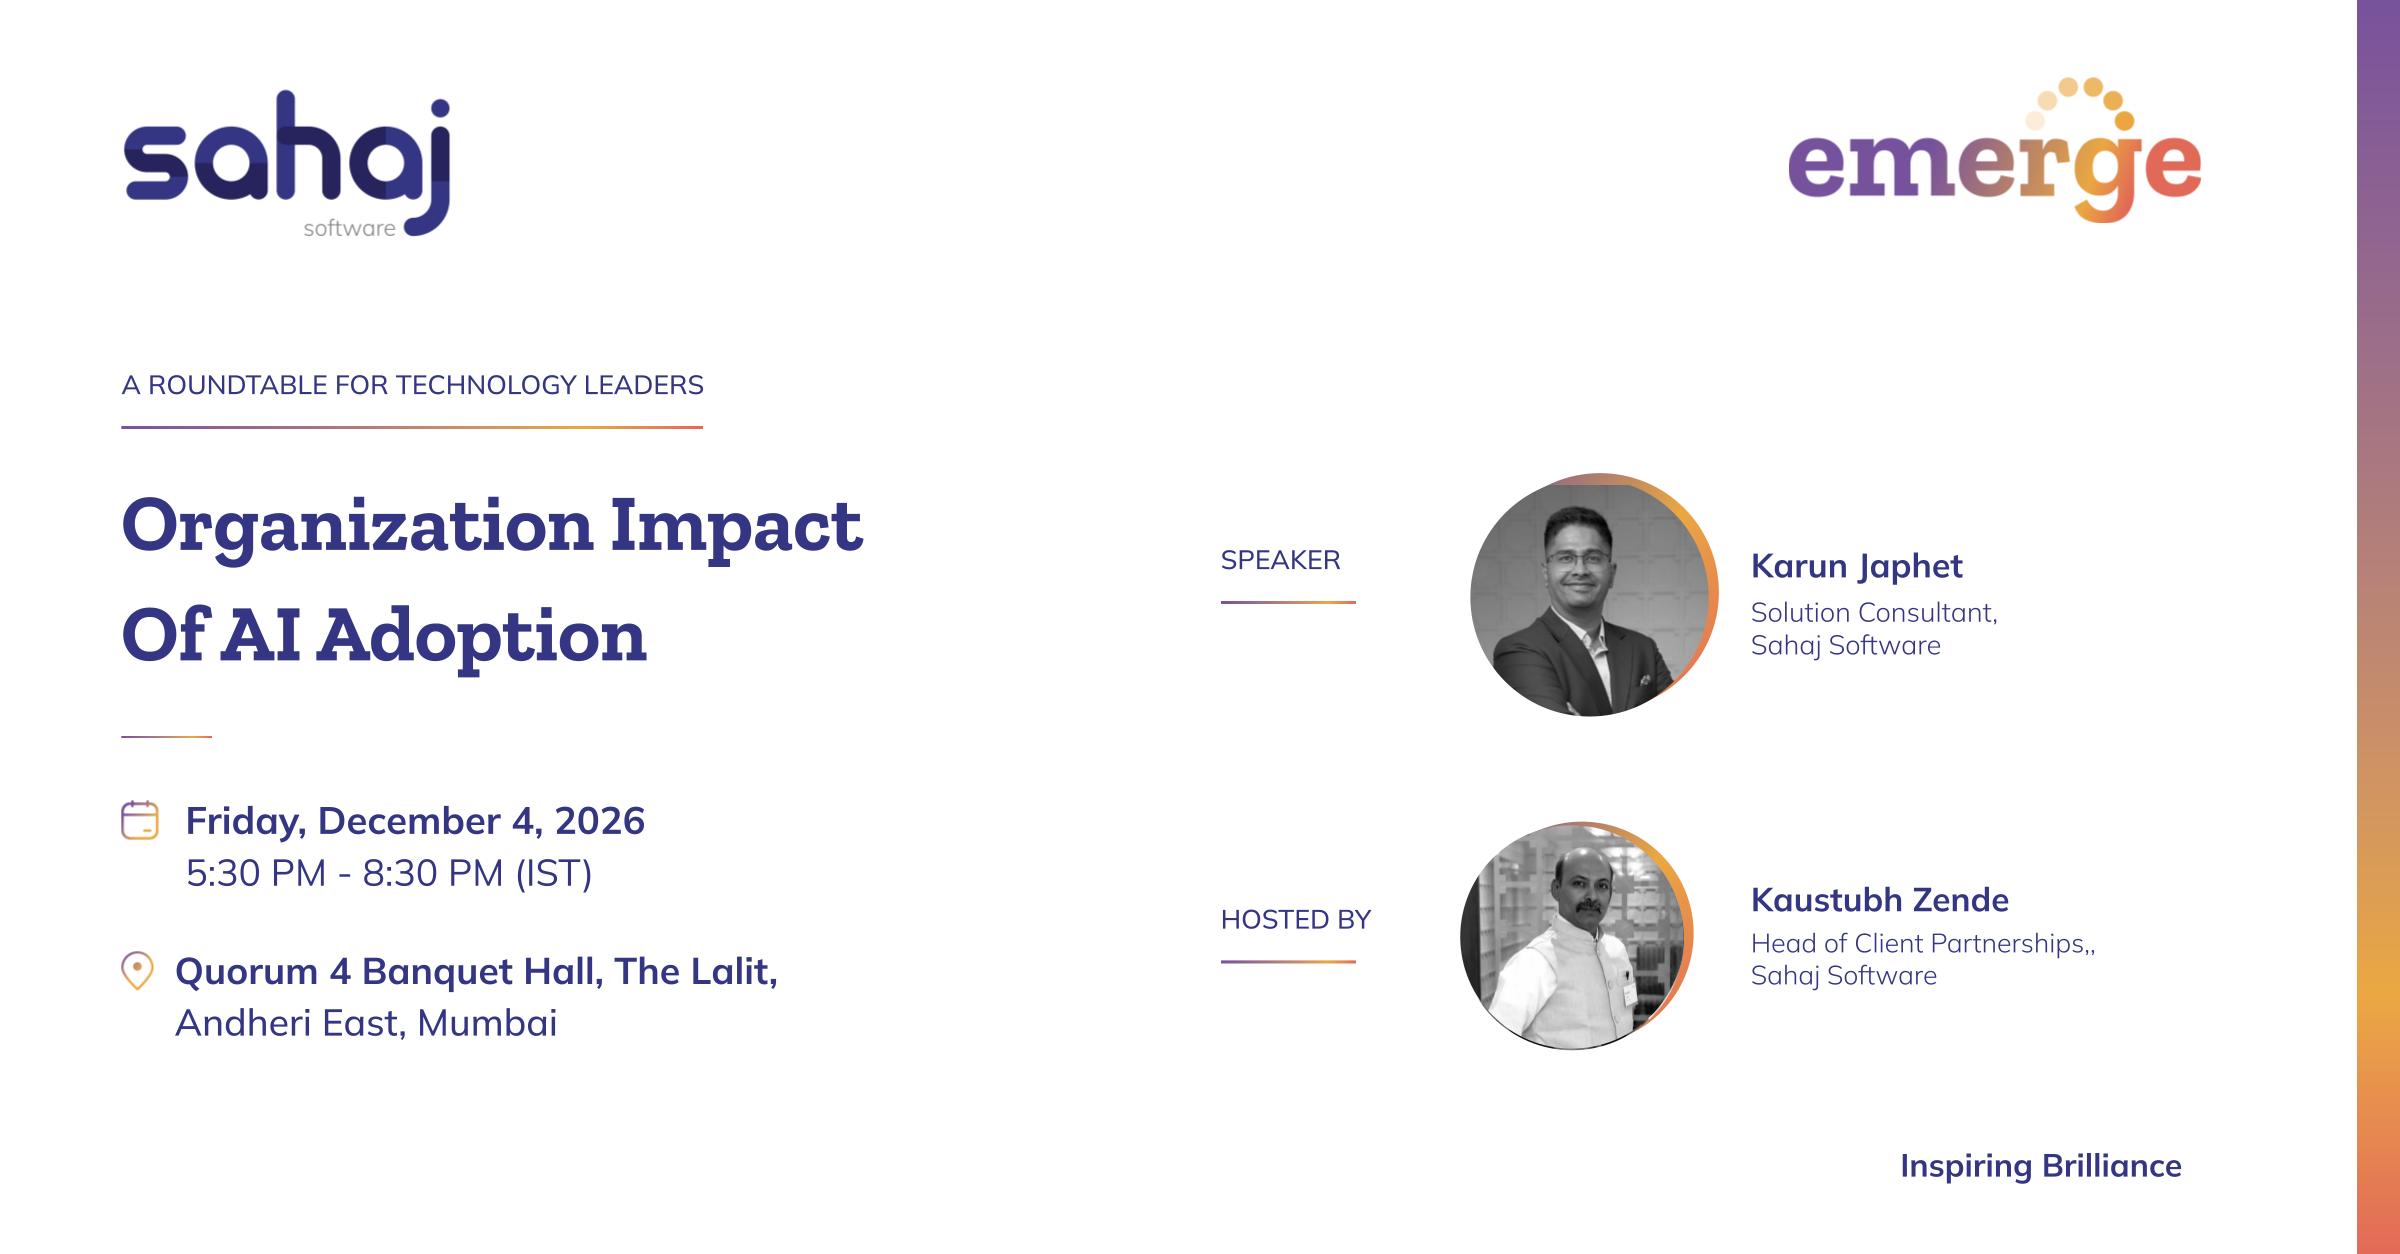 sahaj
software
emerge
A ROUNDTABLE FOR TECHNOLOGY LEADERS
Organization Impact
Of AI Adoption
Friday, December 4, 2026
5:30 PM - 8:30 PM (IST)
Quorum 4 Banquet Hall, The Lalit,
Andheri East, Mumbai
SPEAKER
Karun Japhet
Solution Consultant,
Sahaj Software
HOSTED BY
Kaustubh Zende
Head of Client Partnerships,,
Sahaj Software
Inspiring Brilliance